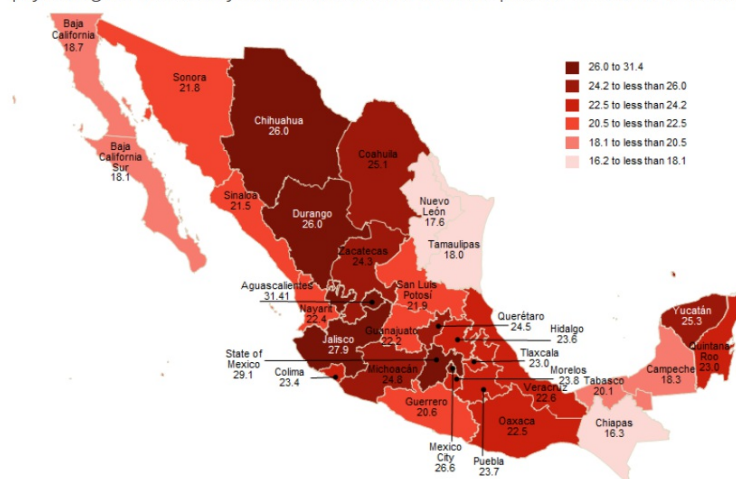 Baja
California
18.7
Sonora
21.8
Chihuahua
26.0
26.0 to 31.4
24.2 to less than 26.0
22.5 to less than 24.2
20.5 to less than 22.5
18.1 to less than 20.5
16.2 to less than 18.1
Baja
California
Sur
18.1
Coahuila
25.1
Sinaloa
21.5
Durango
26.0
Nuevo
León
17.6
Tamaulipas
18.0
Zacatecas
24.3
San Luis
Potosí
21.9
Aguascalientes
31.41
Nayarit
22.4
Guanajuato
22.2
Querétaro
24.5
Hidalgo
23.6
Yucatán
25.3
Quintana
Roo
23.0
Jalisco
27.9
State of
Mexico
29.1
Colima
23.4
Michoacán
24.8
Tlaxcala
23.0
Morelos
23.8
Veracruz
22.6
Tabasco
20.1
Campeche
18.3
Guerrero
20.6
Oaxaca
22.5
Chiapas
16.3
Mexico
City
26.6
Puebla
23.7